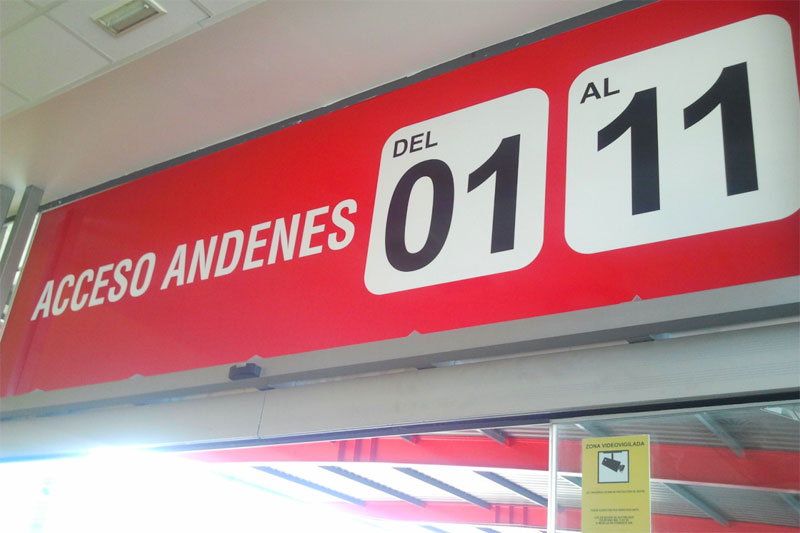 ACCESO ANDENES
DEL
01
AL
11
ZONA VIDEOVIGILADA